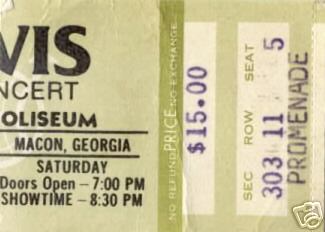 VIS
NCERT
OLISEUM
MACON, GEORGIA
SATURDAY
Doors Open - 7:00 PM
SHOWTIME - 8:30 PM
NO REFUND PRICE NO EXCHANGE
$15.00
SEC ROW SEAT
303 11 5
PROMENADE